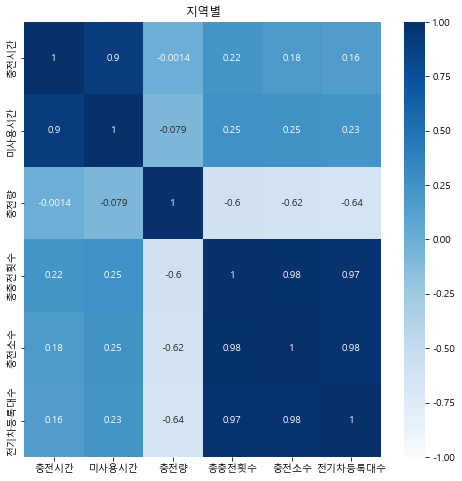 지역별
충전시간 1 0.9 -0.0014 0.22 0.18 0.16
미사용시간 0.9 1 -0.079 0.25 0.25 0.23
충전량 -0.0014 -0.079 1 -0.6 -0.62 -0.64
총충전횟수 0.22 0.25 -0.6 1 0.98 0.97
충전소수 0.18 0.25 -0.62 0.98 1 0.98
전기차등록대수 0.16 0.23 -0.64 0.97 0.98 1
충전시간 미사용시간 충전량 총충전횟수 충전소수 전기차등록대수
1.00
0.75
0.50
0.25
0.00
-0.25
-0.50
-0.75
-1.00